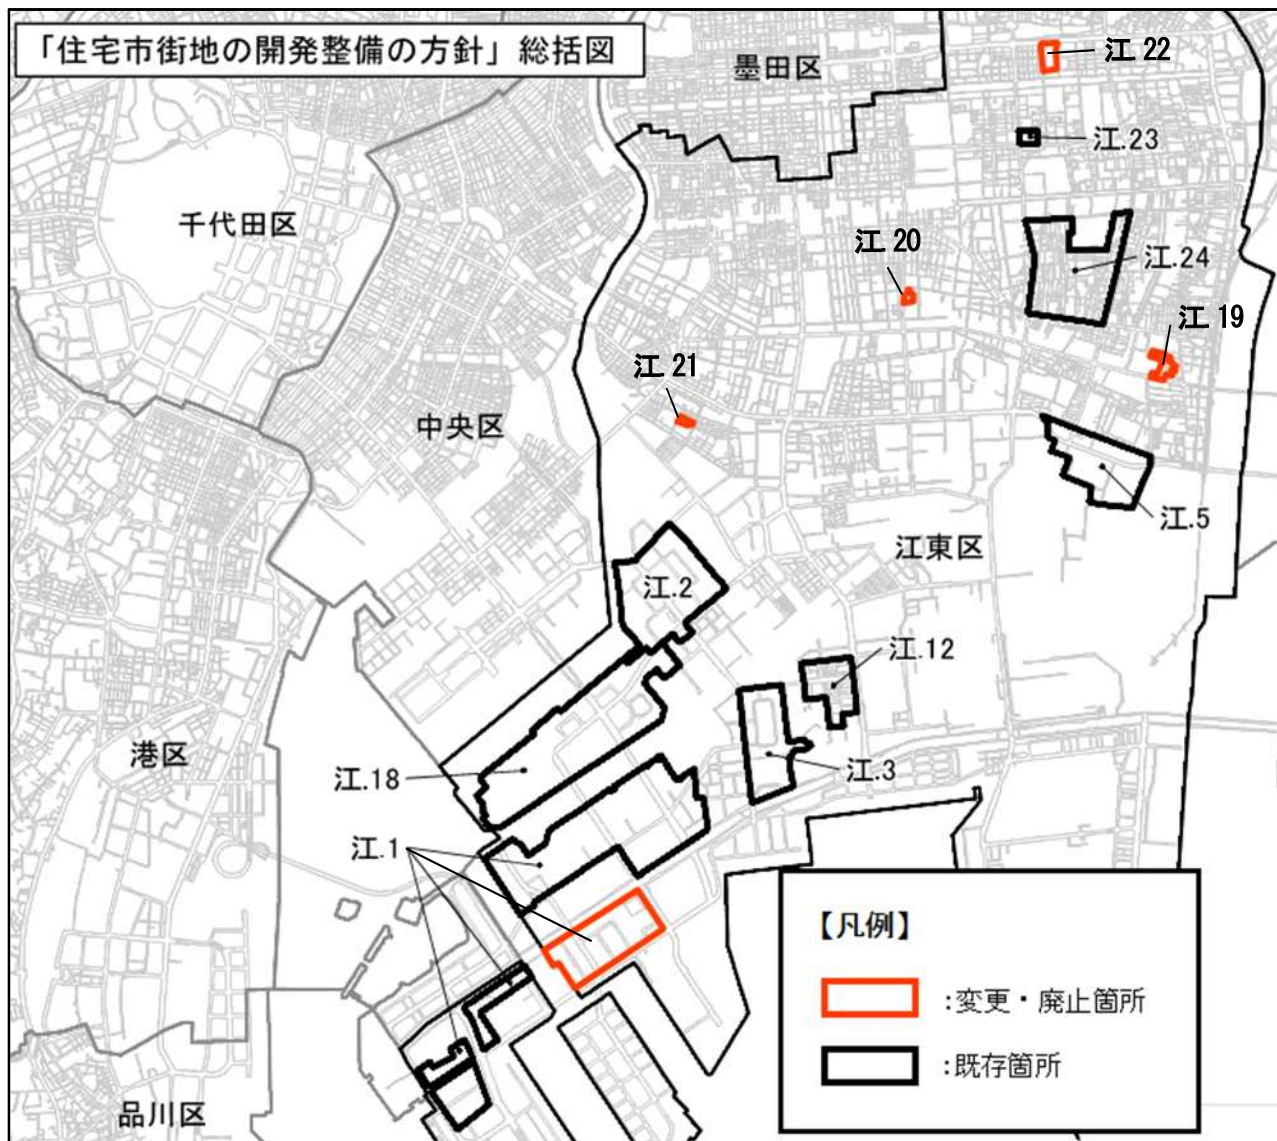 「住宅市街地の開発整備の方針」総括図
墨田区
江 22
江.23
千代田区
江 20
江.24
江 19
江 21
中央区
江.5
江東区
江.2
江.12
港区
江.18
江.3
江.1
【凡例】
:変更・廃止箇所
:既存箇所
品川区